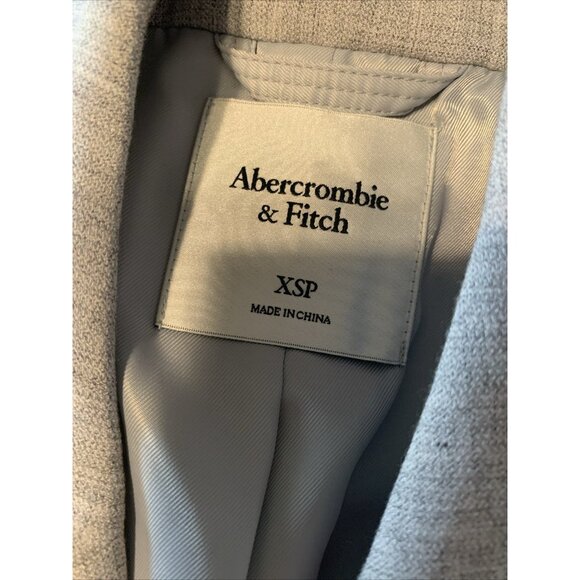 Abercrombie
& Fitch
XSP
MADE IN CHINA